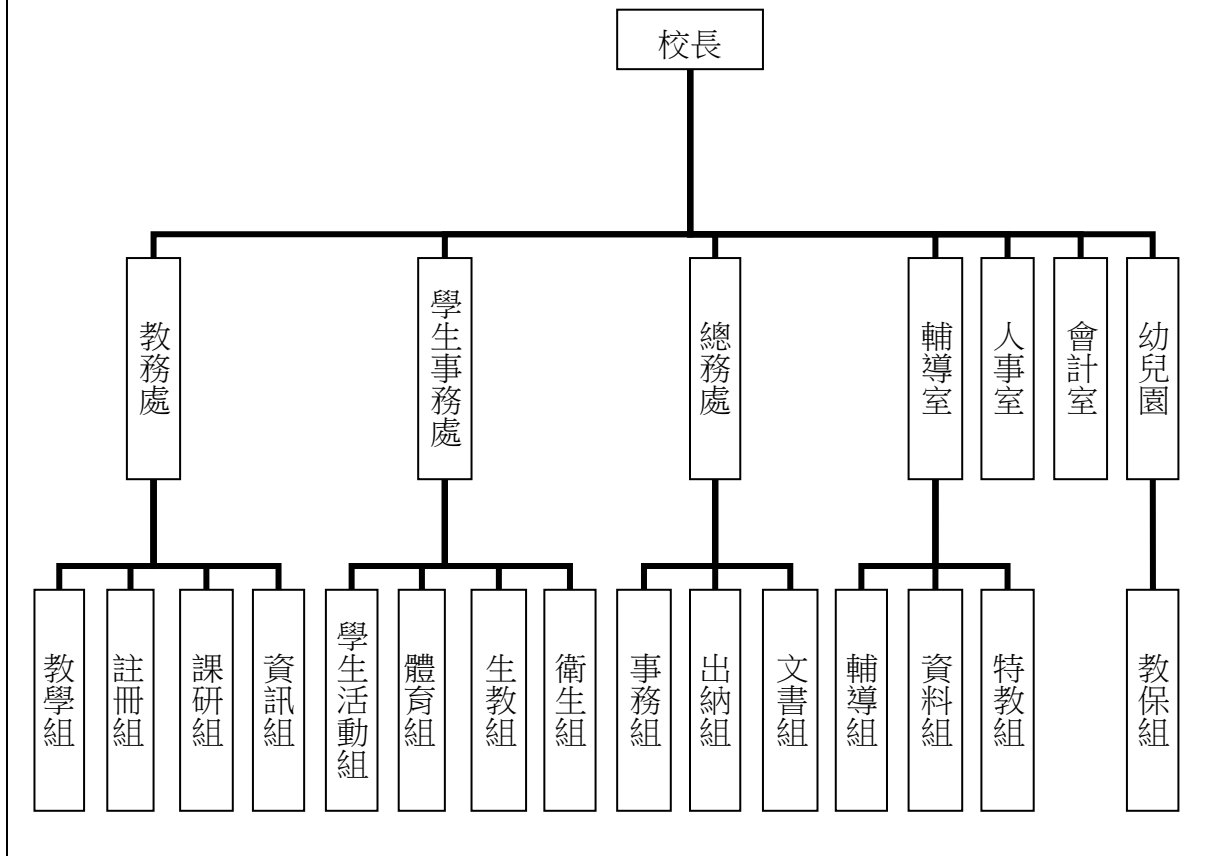 校長
教務處
學生事務處
總務處
輔導室
人事室
會計室
幼兒園
教學組
註冊組
課研組
資訊組
學生活動組
體育組
生教組
衛生組
事務組
出納組
文書組
輔導組
資料組
特教組
教保組